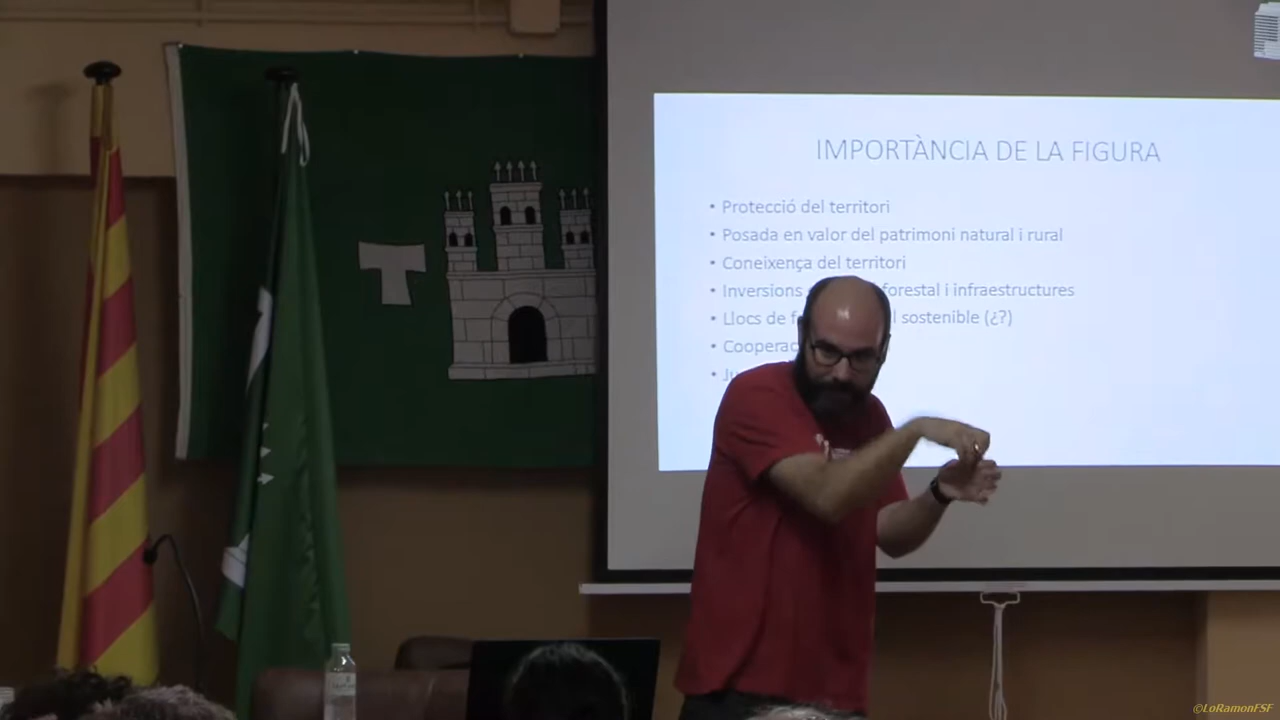 IMPORTÀNCIA DE LA FIGURA
• Protecció del territori
• Posada en valor del patrimoni natural i rural
• Coneixença del territori
• Inversions forestal i infraestructures
• Llocs de sostenible (¿?)
•
•
©LoRamonFSF